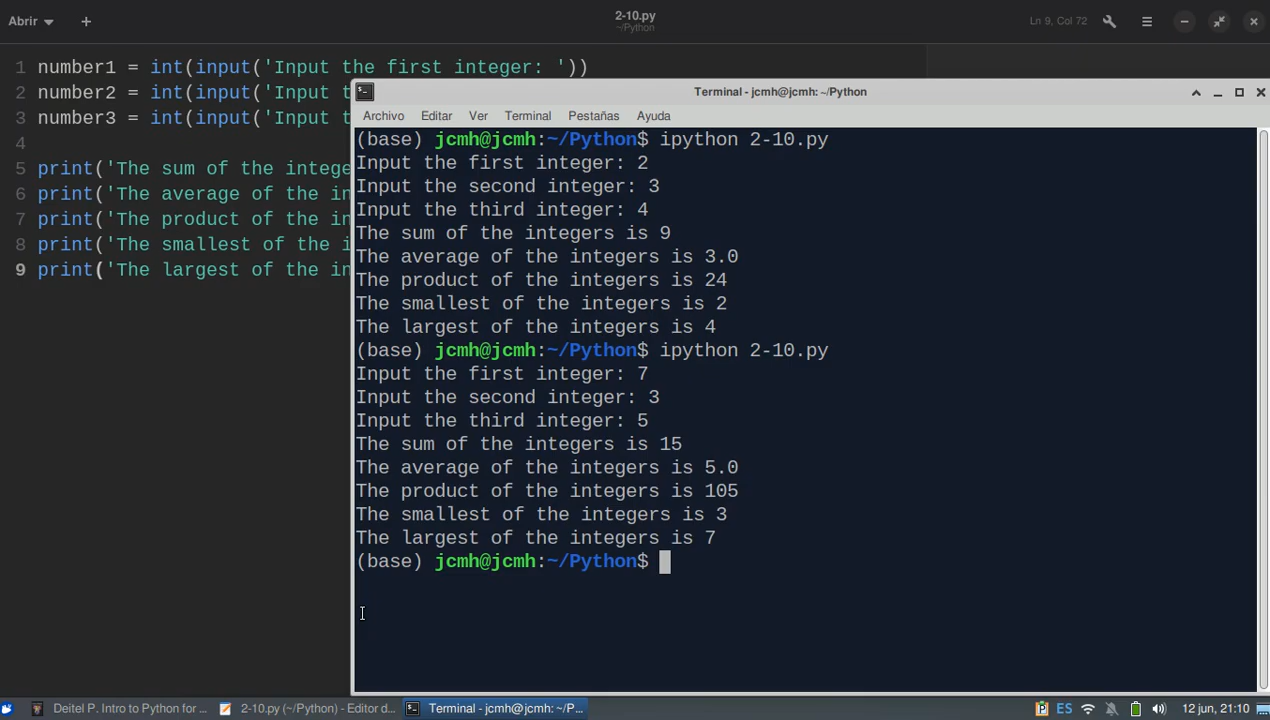 Abrir
2-10.py
~/Python
Ln 9, Col 72
1 number1 = int(input('Input the first integer: '))
2 number2 = int(input('Input t
3 number3 = int(input('Input t
4
5 print('The sum of the intege
6 print('The average of the in
7 print('The product of the in
8 print('The smallest of the i
9 print('The largest of the in
Terminal - jcmh@jcmh: ~/Python
Archivo Editar Ver Terminal Pestañas Ayuda
(base) jcmh@jcmh:~/Python$ ipython 2-10.py
Input the first integer: 2
Input the second integer: 3
Input the third integer: 4
The sum of the integers is 9
The average of the integers is 3.0
The product of the integers is 24
The smallest of the integers is 2
The largest of the integers is 4
(base) jcmh@jcmh:~/Python$ ipython 2-10.py
Input the first integer: 7
Input the second integer: 3
Input the third integer: 5
The sum of the integers is 15
The average of the integers is 5.0
The product of the integers is 105
The smallest of the integers is 3
The largest of the integers is 7
(base) jcmh@jcmh:~/Python$
Deitel P. Intro to Python for ... 2-10.py (~/Python) - Editor d... Terminal - jcmh@jcmh: ~/P... ES 12 jun, 21:10